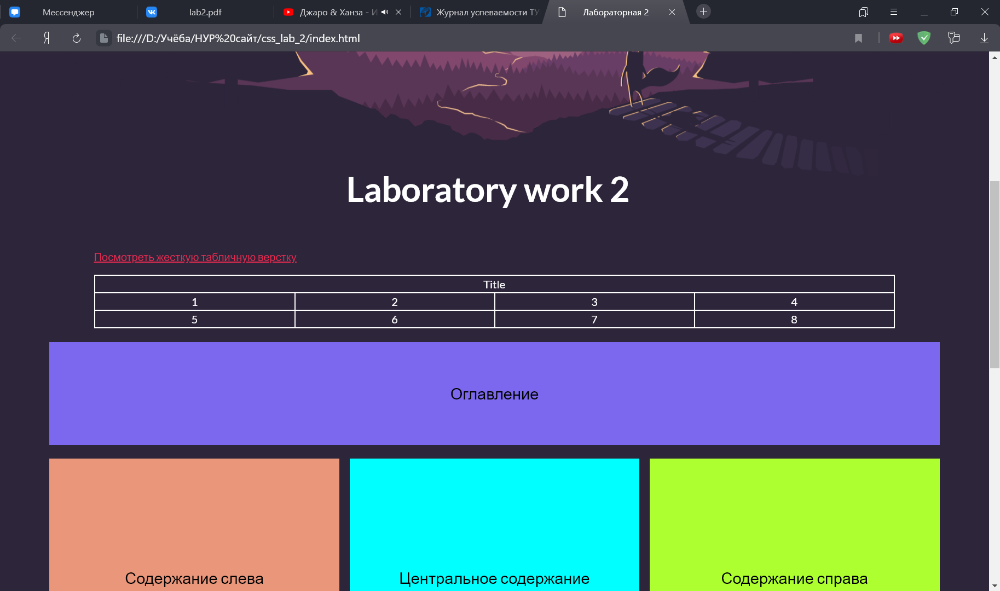 Мессенджер
lab2.pdf
Джаро & Ханза - И
Журнал успеваемости ТУ
Лабораторная 2
Я
file:///D:/Учёба/НУР%20сайт/css_lab_2/index.html
Laboratory work 2
Посмотреть жесткую табличную верстку
Title
1 2 3 4
5 6 7 8
Оглавление
Содержание слева
Центральное содержание
Содержание справа